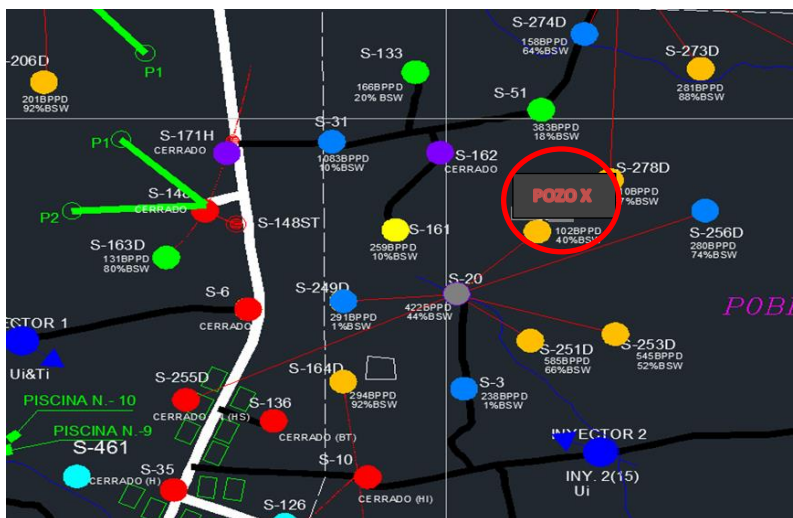 S-274D
158BPPD
64%BSW
S-133
S-273D
-206D
P1
166BPPD
20% BSW
S-51
281BPPD
88%BSW
201BPPD
92%BSW
S-31
383BPPD
18%BSW
P1
S-171H
CERRADO
1083BPPD
10%BSW
S-162
CERRADO
S-278D
POZO X
S-148
CERRADO
P2
S-148ST
S-161
102BPPD
40%BSW
S-256D
280BPPD
74%BSW
S-163D
131BPPD
80%BSW
259BPPD
10%BSW
S-20
S-6
S-249D
422BPPD
44%BSW
291BPPD
1%BSW
CERRADO
YECTOR 1
Ui&Ti
S-251D
585BPPD
66%BSW
S-253D
545BPPD
52%BSW
S-255D
S-164D
S-3
238BPPD
1%BSW
294BPPD
92%BSW
PISCINA N.- 10
S-136
CERRADO
(HS)
CERRADO (BT)
PISCINA N.-9
S-461
INYECTOR 2
S-35
CERRADO (H)
S-10
INY. 2(15)
Ui
CERRADO (HI)
S-126